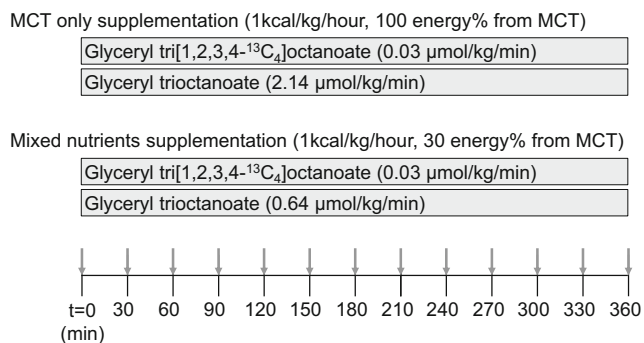 MCT only supplementation (1kcal/kg/hour, 100 energy% from MCT)
Glyceryl tri[1,2,3,4-¹³C₄]octanoate (0.03 µmol/kg/min)
Glyceryl trioctanoate (2.14 µmol/kg/min)
Mixed nutrients supplementation (1kcal/kg/hour, 30 energy% from MCT)
Glyceryl tri[1,2,3,4-¹³C₄]octanoate (0.03 µmol/kg/min)
Glyceryl trioctanoate (0.64 µmol/kg/min)
t=0 30 60 90 120 150 180 210 240 270 300 330 360
(min)